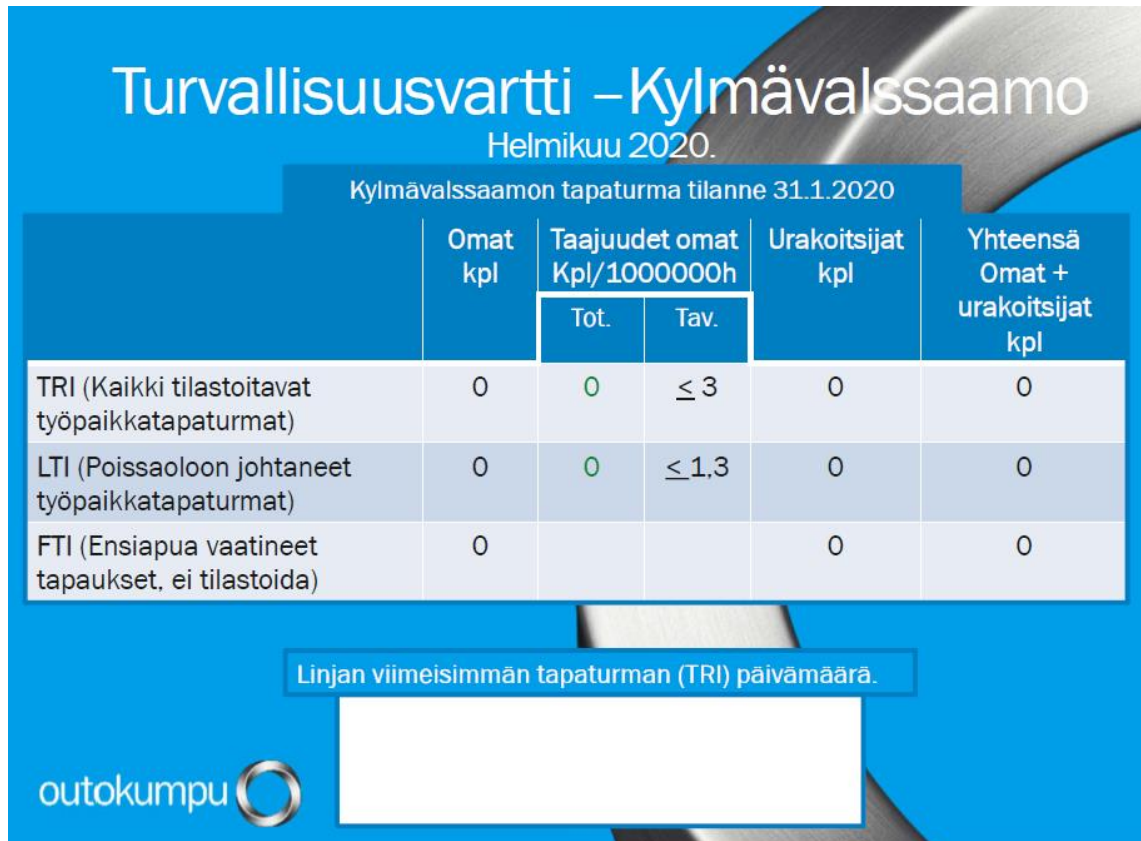 Turvallisuusvartti –Kylmävalssaamo
Helmikuu 2020.
Kylmävalssaamon tapaturma tilanne 31.1.2020
Omat kpl
Taajuudet omat Kpl/1000000h
Urakoitsijat kpl
Yhteensä Omat + urakoitsijat kpl
Tot.
Tav.
TRI (Kaikki tilastoitavat
työpaikkatapaturmat)
0
0
≤ 3
0
0
LTI (Poissaoloon johtaneet
työpaikkatapaturmat)
0
0
≤ 1,3
0
0
FTI (Ensiapua vaatineet
tapaukset, ei tilastoida)
0
0
0
Linjan viimeisimmän tapaturman (TRI) päivämäärä.
outokumpu